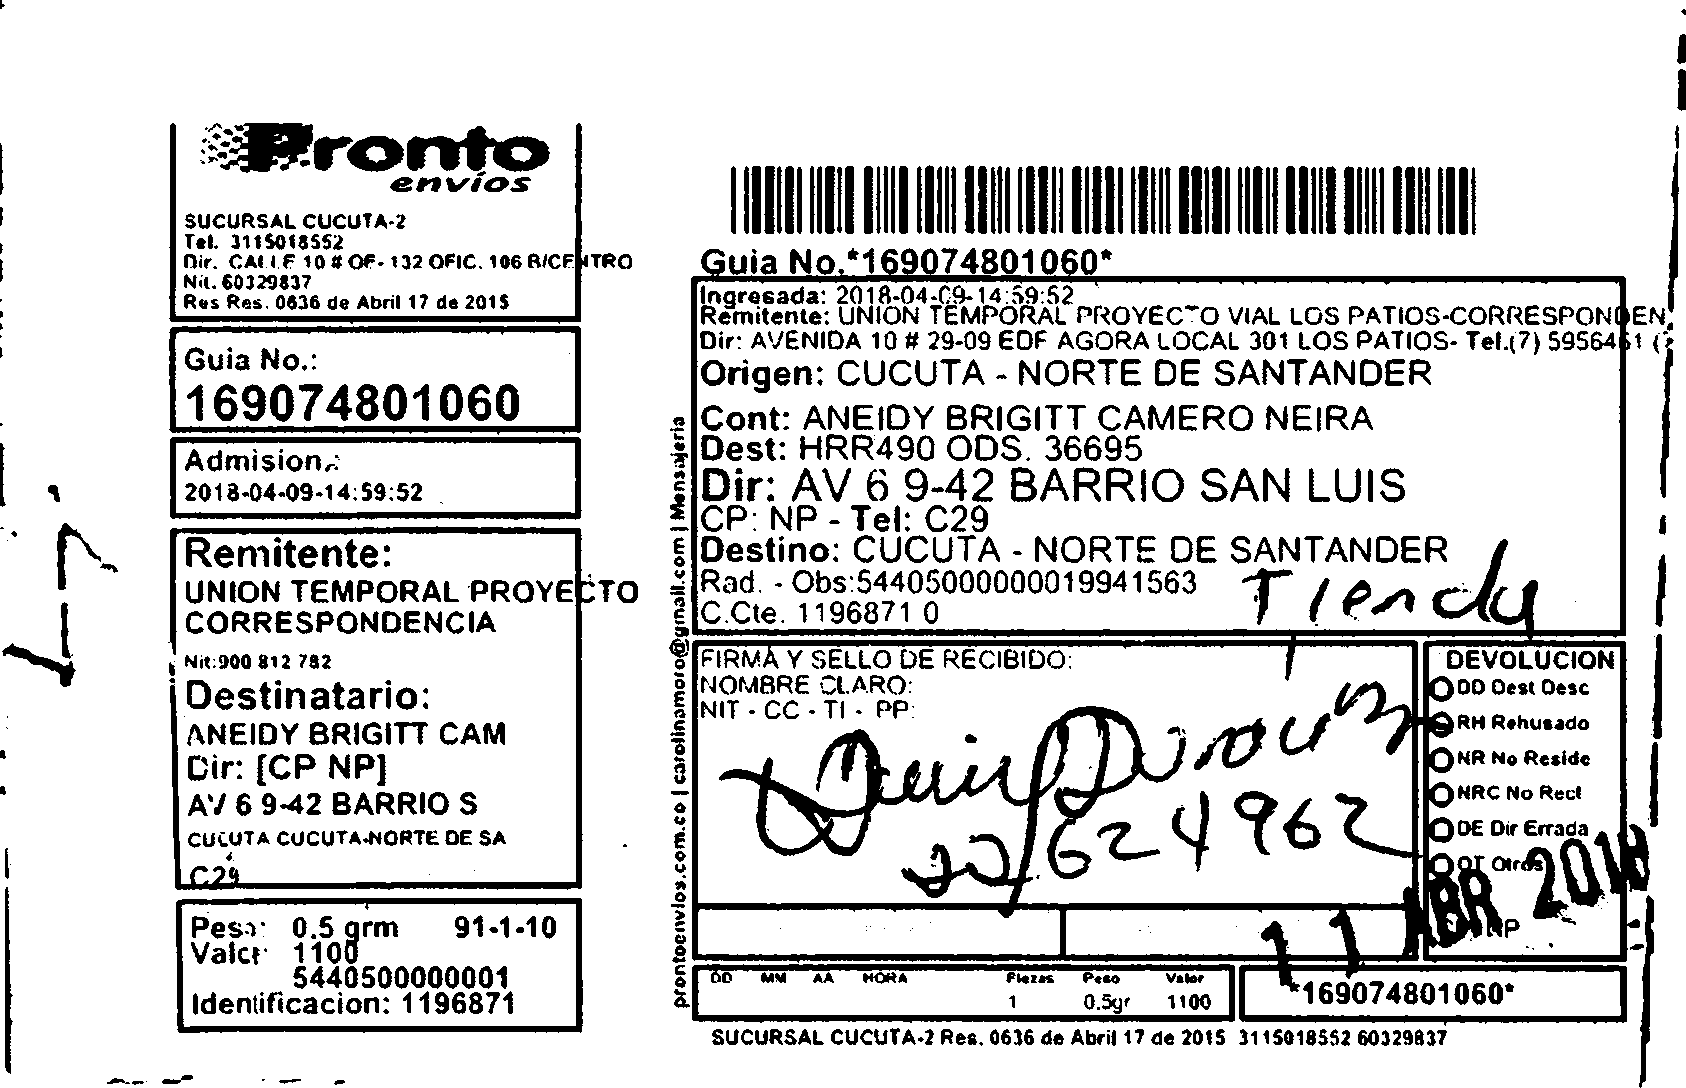 Pronto
envíos
SUCURSAL CUCUTA-2
Tel. 3115018552
Dir. CALLE 10 # OF- 132 OFIC. 106 B/CENTRO
Nit. 60329837
Res Res. 0636 de Abril 17 de 2015
Guia No.:
169074801060
Admision.:
2018-04-09-14:59:52
Remitente:
UNION TEMPORAL PROYECTO
CORRESPONDENCIA
Nit:900 812 782
Destinatario:
ANEIDY BRIGITT CAM
Dir: [CP NP]
AV 6 9-42 BARRIO S
CUCUTA CUCUTA-NORTE DE SA
C29
Peso: 0.5 grm 91-1-10
Valor 1100
5440500000001
Identificacion: 1196871
prontoenvios.com.co | carolinamoro@gmail.com | Mensajeria
Guia No.*169074801060*
Ingresada: 2018-04-09-14:59:52
Remitente: UNION TEMPORAL PROYECTO VIAL LOS PATIOS-CORRESPONDEN
Dir: AVENIDA 10 # 29-09 EDF AGORA LOCAL 301 LOS PATIOS- Tel.(7) 5956461 (
Origen: CUCUTA - NORTE DE SANTANDER
Cont: ANEIDY BRIGITT CAMERO NEIRA
Dest: HRR490 ODS. 36695
Dir: AV 6 9-42 BARRIO SAN LUIS
CP: NP - Tel: C29
Destino: CUCUTA - NORTE DE SANTANDER
Rad. - Obs:544050000000019941563
C.Cte. 1196871 0
Tienda
FIRMA Y SELLO DE RECIBIDO:
NOMBRE CLARO:
NIT - CC - TI - PP:
DEVOLUCION
DD Dest Desc
RH Rehusado
NR No Reside
NRC No Recl
DE Dir Errada
OT Otros
NP
11 ABR 2018
DD MM AA HORA Piezas Peso Valor
1 0.5gr 1100
*169074801060*
SUCURSAL CUCUTA-2 Res. 0636 de Abril 17 de 2015 3115018552 60329837